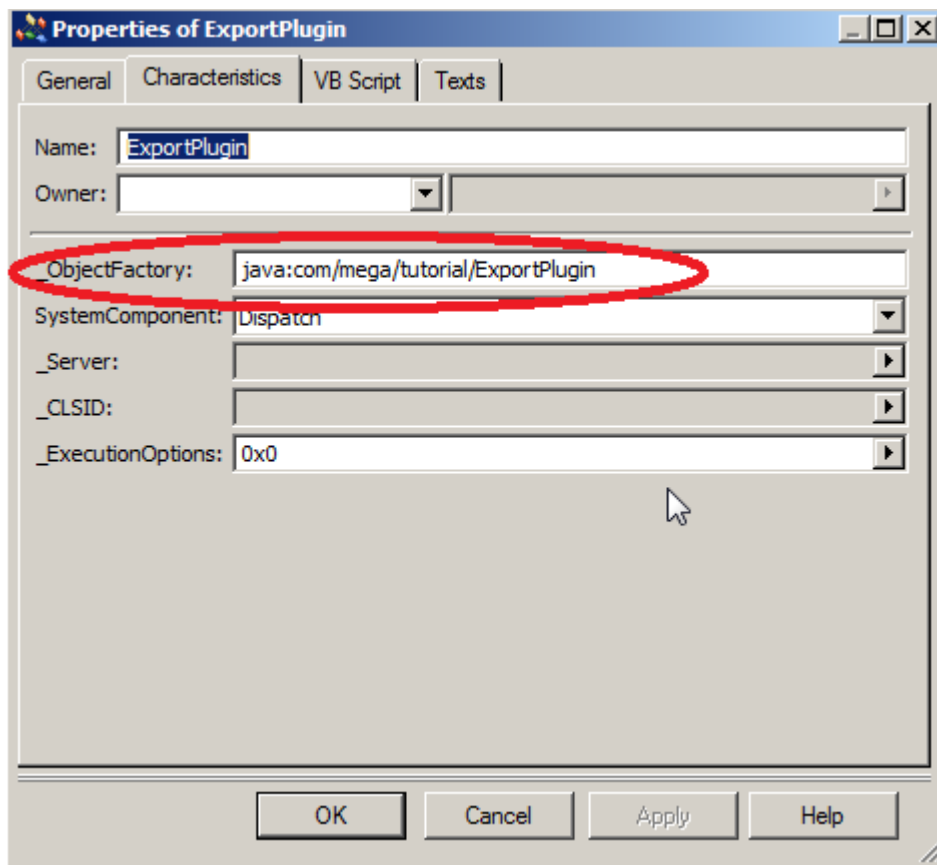 Properties of ExportPlugin
General Characteristics VB Script Texts
Name: ExportPlugin
Owner:
_ObjectFactory: java:com/mega/tutorial/ExportPlugin
SystemComponent: Dispatch
_Server:
_CLSID:
_ExecutionOptions: 0x0
OK Cancel Apply Help